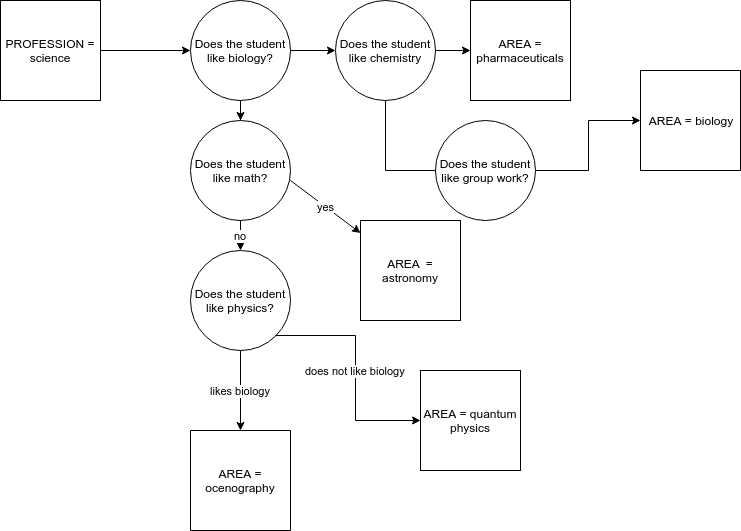 PROFESSION =
science
Does the student
like biology?
Does the student
like chemistry
AREA =
pharmaceuticals
AREA = biology
Does the student
like math?
Does the student
like group work?
yes
no
AREA =
astronomy
Does the student
like physics?
does not like biology
likes biology
AREA = quantum
physics
AREA =
ocenography